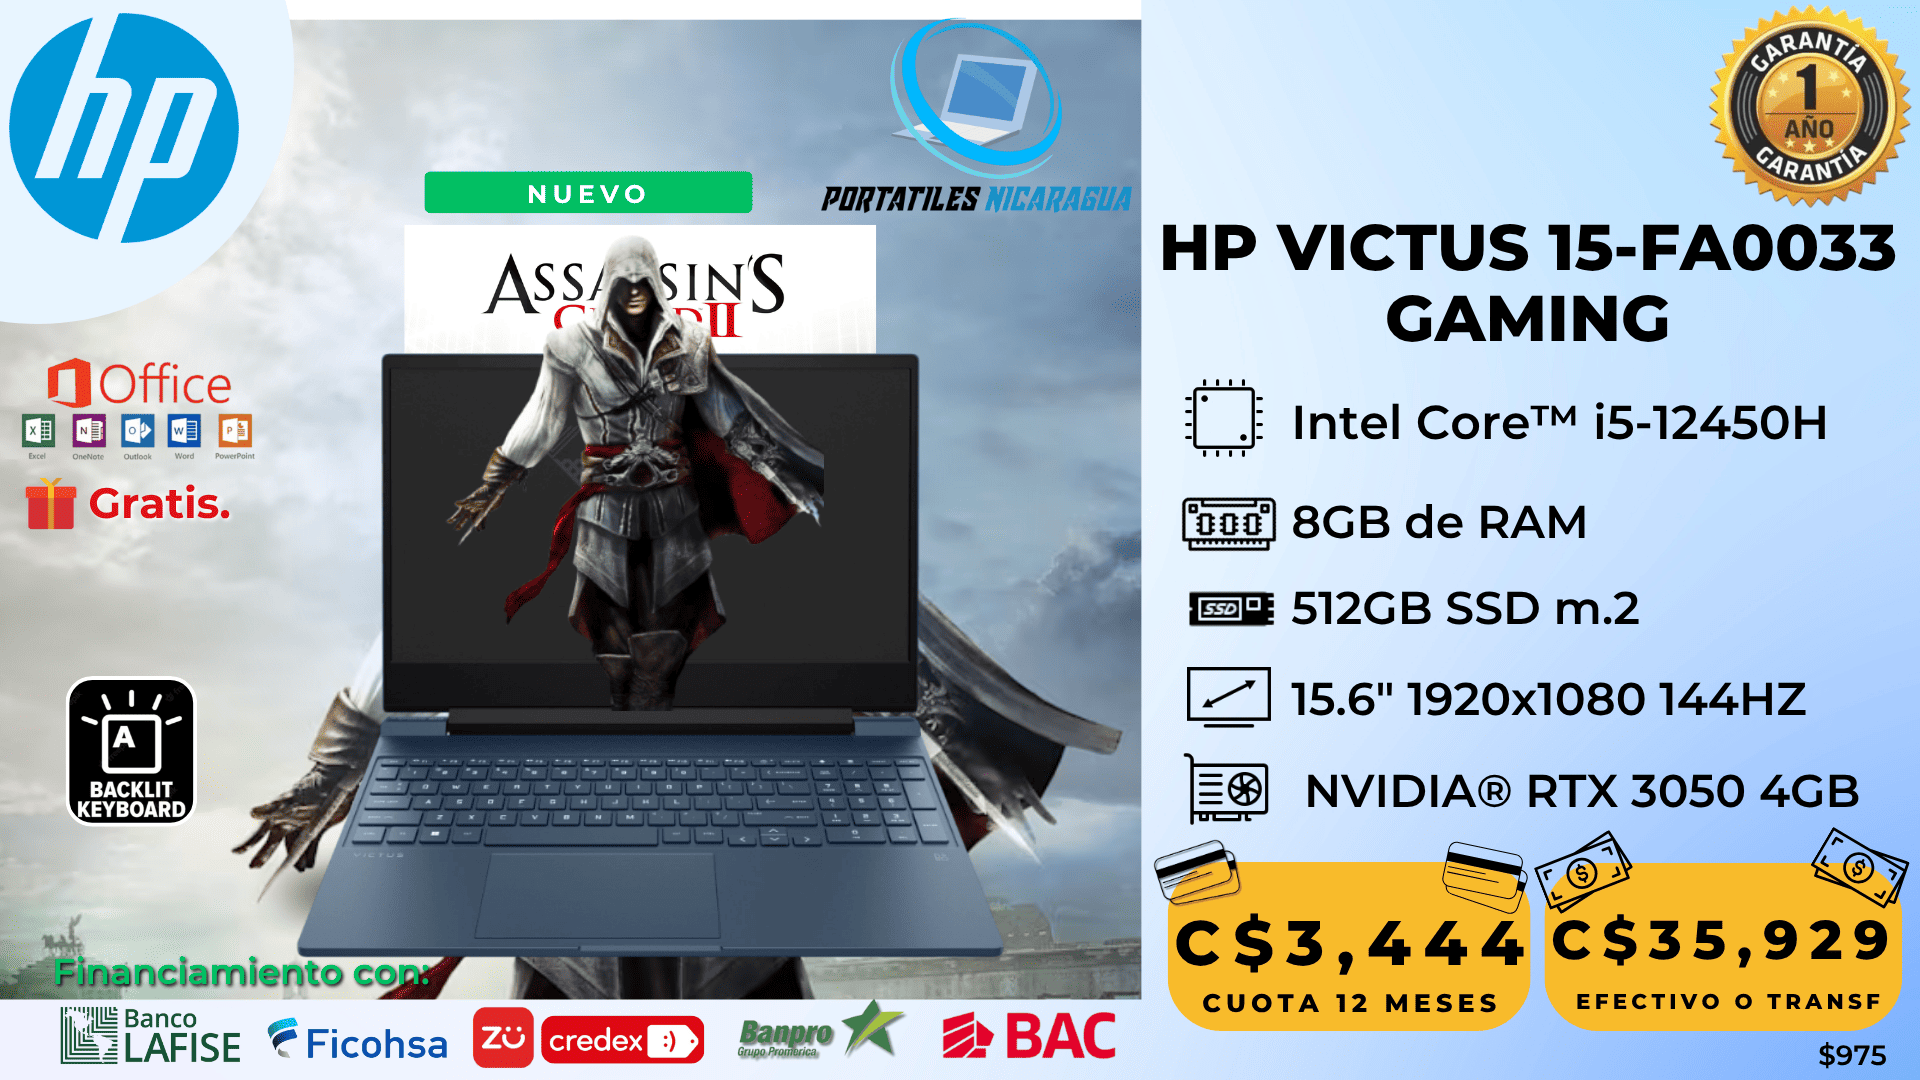 hp
NUEVO
PORTATILES NICARAGUA
GARANTÍA
1
AÑO
GARANTÍA
HP VICTUS 15-FA0033
GAMING
ASSASSIN'S
II
Office
Excel OneNote Outlook Word PowerPoint
Gratis.
A
BACKLIT
KEYBOARD
VICTUS
Intel Core™ i5-12450H
8GB de RAM
SSD
512GB SSD m.2
15.6" 1920x1080 144HZ
NVIDIA® RTX 3050 4GB
C$3,444
CUOTA 12 MESES
C$35,929
EFECTIVO O TRANSF
$975
Financiamiento con:
Banco
LAFISE
Ficohsa
zü
credex
Banpro
Grupo Promerica
BAC